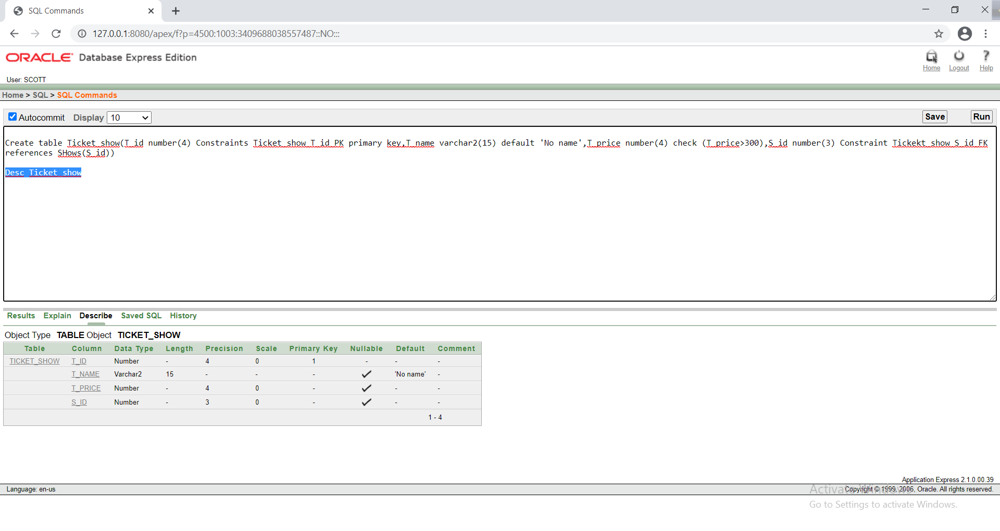 SQL Commands
127.0.0.1:8080/apex/f?p=4500:1003:3409688038557487::NO:::
ORACLE Database Express Edition
Home Logout Help
User: SCOTT
Home > SQL > SQL Commands
Autocommit Display 10 Save Run
Create table Ticket_show(T_id number(4) Constraints Ticket_show_T_id_PK primary key,T_name varchar2(15) default 'No name',T_price number(4) check (T_price>300),S_id number(3) Constraint Tickekt_show_S_id_FK
references SHows(S_id))
Desc Ticket_show
Results Explain Describe Saved SQL History
Object Type TABLE Object TICKET_SHOW
Table Column Data Type Length Precision Scale Primary Key Nullable Default Comment
TICKET_SHOW T_ID Number - 4 0 1 - - -
T_NAME Varchar2 15 - - - 'No name' -
T_PRICE Number - 4 0 - - -
S_ID Number - 3 0 - - -
1 - 4
Application Express 2.1.0.00.39
Language: en-us Copyright © 1999, 2006, Oracle. All rights reserved.
Activate Windows
Go to Settings to activate Windows.